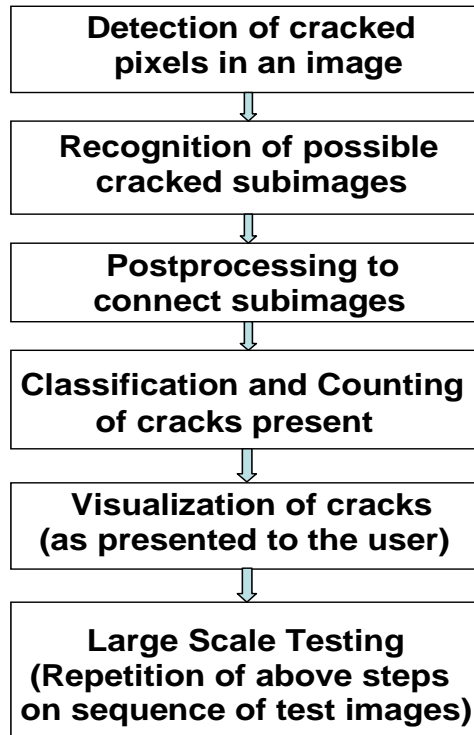 Detection of cracked
pixels in an image
Recognition of possible
cracked subimages
Postprocessing to
connect subimages
Classification and Counting
of cracks present
Visualization of cracks
(as presented to the user)
Large Scale Testing
(Repetition of above steps
on sequence of test images)